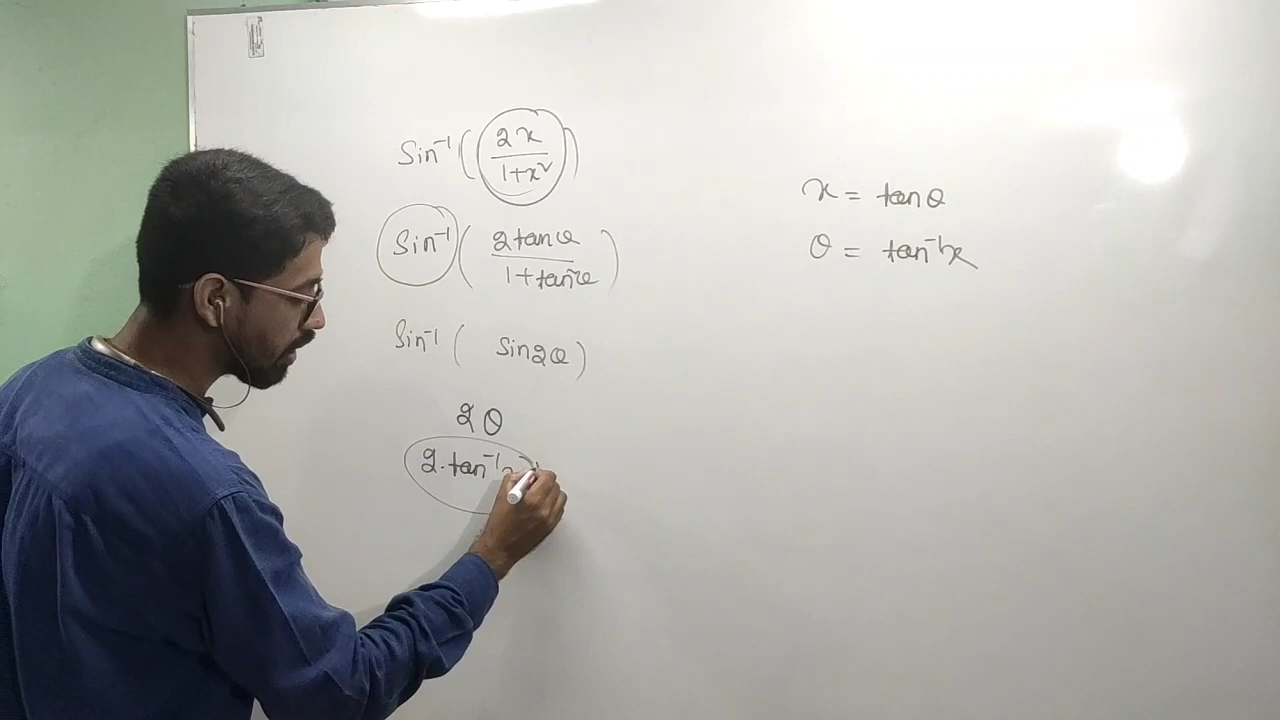 Sin⁻¹ ( 2x / 1+x² )
Sin⁻¹ ( 2tanθ / 1+tan²θ )
Sin⁻¹ ( Sin2θ )
2θ
2.tan⁻¹
x = tanθ
θ = tan⁻¹x